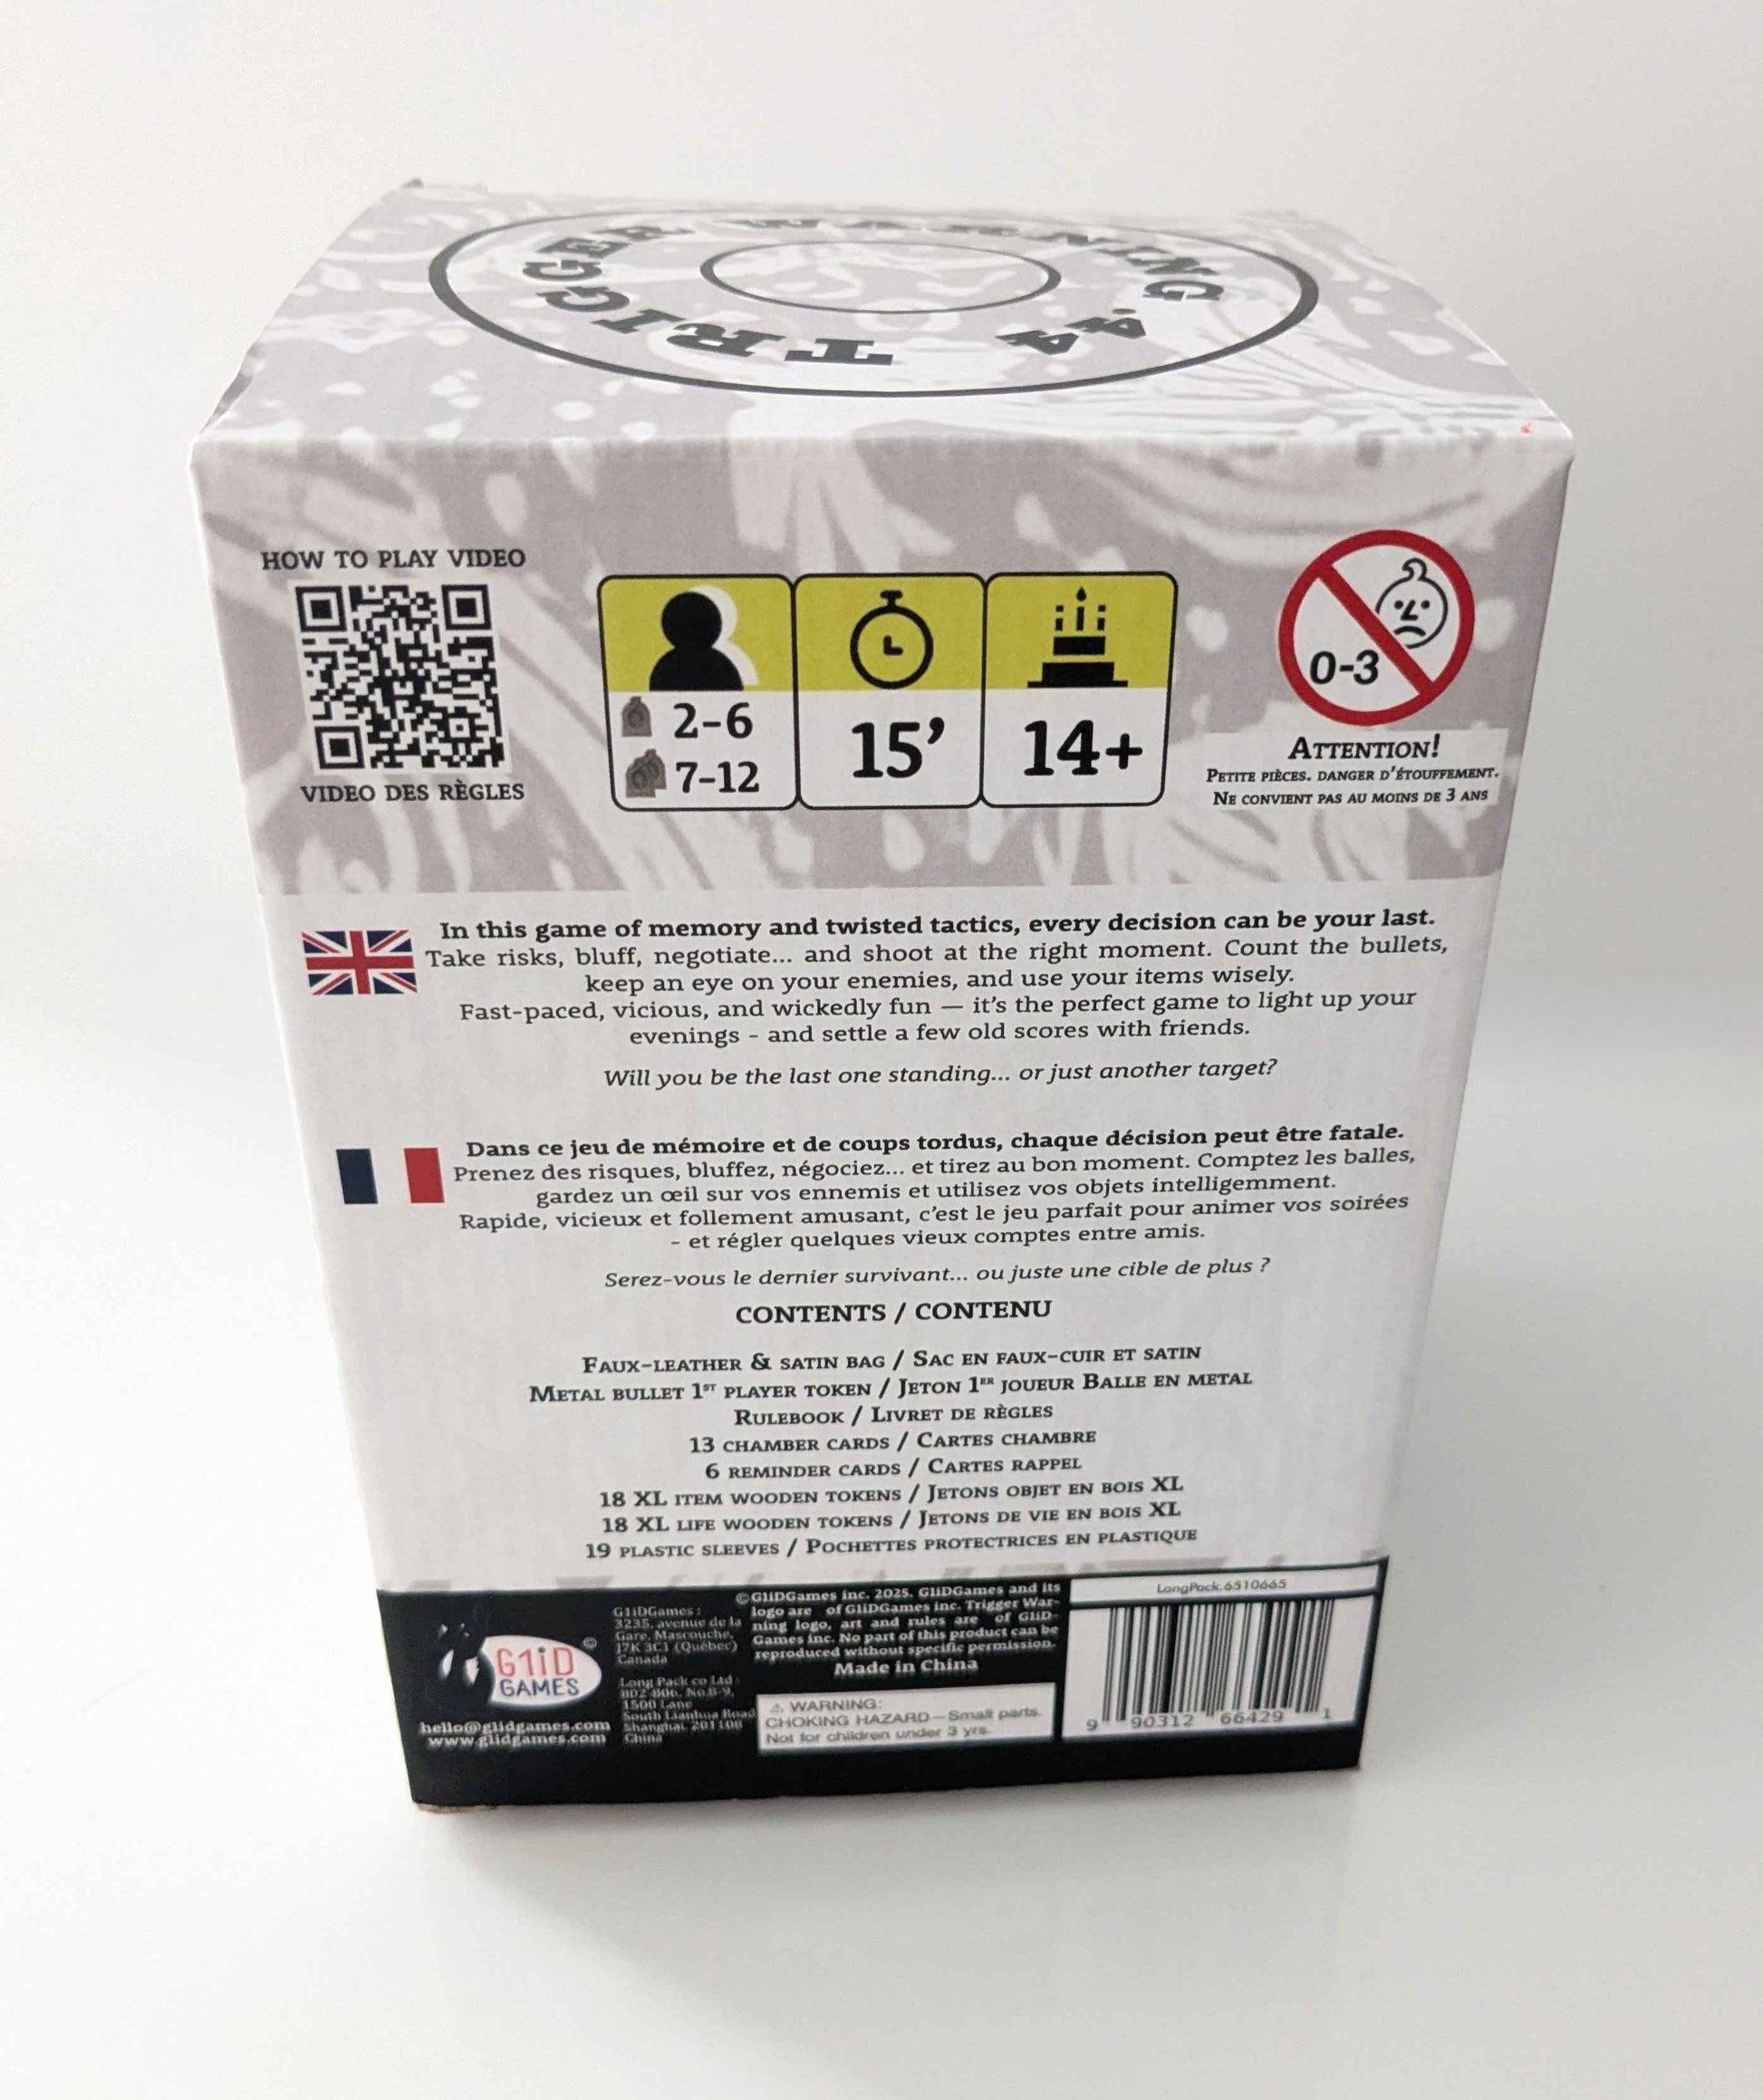 TRIGGER WARNING 44
HOW TO PLAY VIDEO
VIDEO DES RÈGLES
2-6
7-12
15’
14+
0-3
ATTENTION!
PETITE PIÈCES. DANGER D’ÉTOUFFEMENT.
NE CONVIENT PAS AU MOINS DE 3 ANS
In this game of memory and twisted tactics, every decision can be your last.
Take risks, bluff, negotiate... and shoot at the right moment. Count the bullets,
keep an eye on your enemies, and use your items wisely.
Fast-paced, vicious, and wickedly fun — it’s the perfect game to light up your
evenings - and settle a few old scores with friends.
Will you be the last one standing... or just another target?
Dans ce jeu de mémoire et de coups tordus, chaque décision peut être fatale.
Prenez des risques, bluffez, négociez... et tirez au bon moment. Comptez les balles,
gardez un œil sur vos ennemis et utilisez vos objets intelligemment.
Rapide, vicieux et follement amusant, c’est le jeu parfait pour animer vos soirées
- et régler quelques vieux comptes entre amis.
Serez-vous le dernier survivant... ou juste une cible de plus ?
CONTENTS / CONTENU
FAUX-LEATHER & SATIN BAG / SAC EN FAUX-CUIR ET SATIN
METAL BULLET 1ST PLAYER TOKEN / JETON 1ER JOUEUR BALLE EN METAL
RULEBOOK / LIVRET DE RÈGLES
13 CHAMBER CARDS / CARTES CHAMBRE
6 REMINDER CARDS / CARTES RAPPEL
18 XL ITEM WOODEN TOKENS / JETONS OBJET EN BOIS XL
18 XL LIFE WOODEN TOKENS / JETONS DE VIE EN BOIS XL
19 PLASTIC SLEEVES / POCHETTES PROTECTRICES EN PLASTIQUE
G1iD
GAMES
©
hello@g1idgames.com
www.g1idgames.com
G1iDGames :
3235, avenue de la
Gare, Mascouche,
J7K 3C1 (Québec)
Canada
Long Pack co Ltd :
BD2-806, No.8-9,
1500 Lane
South Lianhua Road
Shanghai, 201108
China
©G1iDGames inc. 2025. G1iDGames and its
logo are of G1iDGames inc. Trigger War-
ning logo, art and rules are of G1iD-
Games inc. No part of this product can be
reproduced without specific permission.
Made in China
⚠ WARNING:
CHOKING HAZARD—Small parts.
Not for children under 3 yrs.
LongPack.6510665
9 90312 66429 1